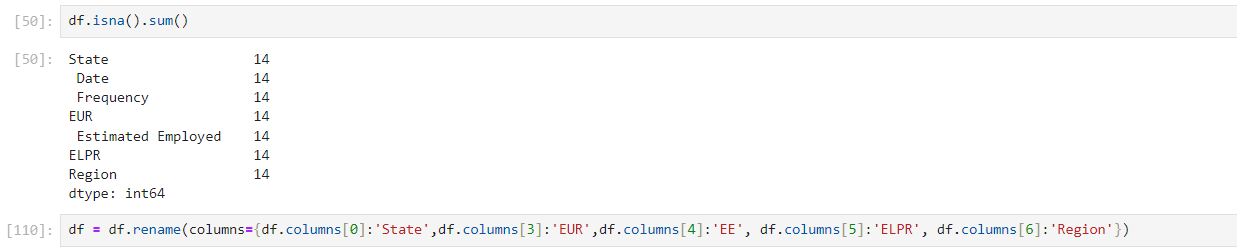 [50]: df.isna().sum()
[50]: State 14
Date 14
Frequency 14
EUR 14
Estimated Employed 14
ELPR 14
Region 14
dtype: int64
[110]: df = df.rename(columns={df.columns[0]:'State',df.columns[3]:'EUR',df.columns[4]:'EE', df.columns[5]:'ELPR', df.columns[6]:'Region'})